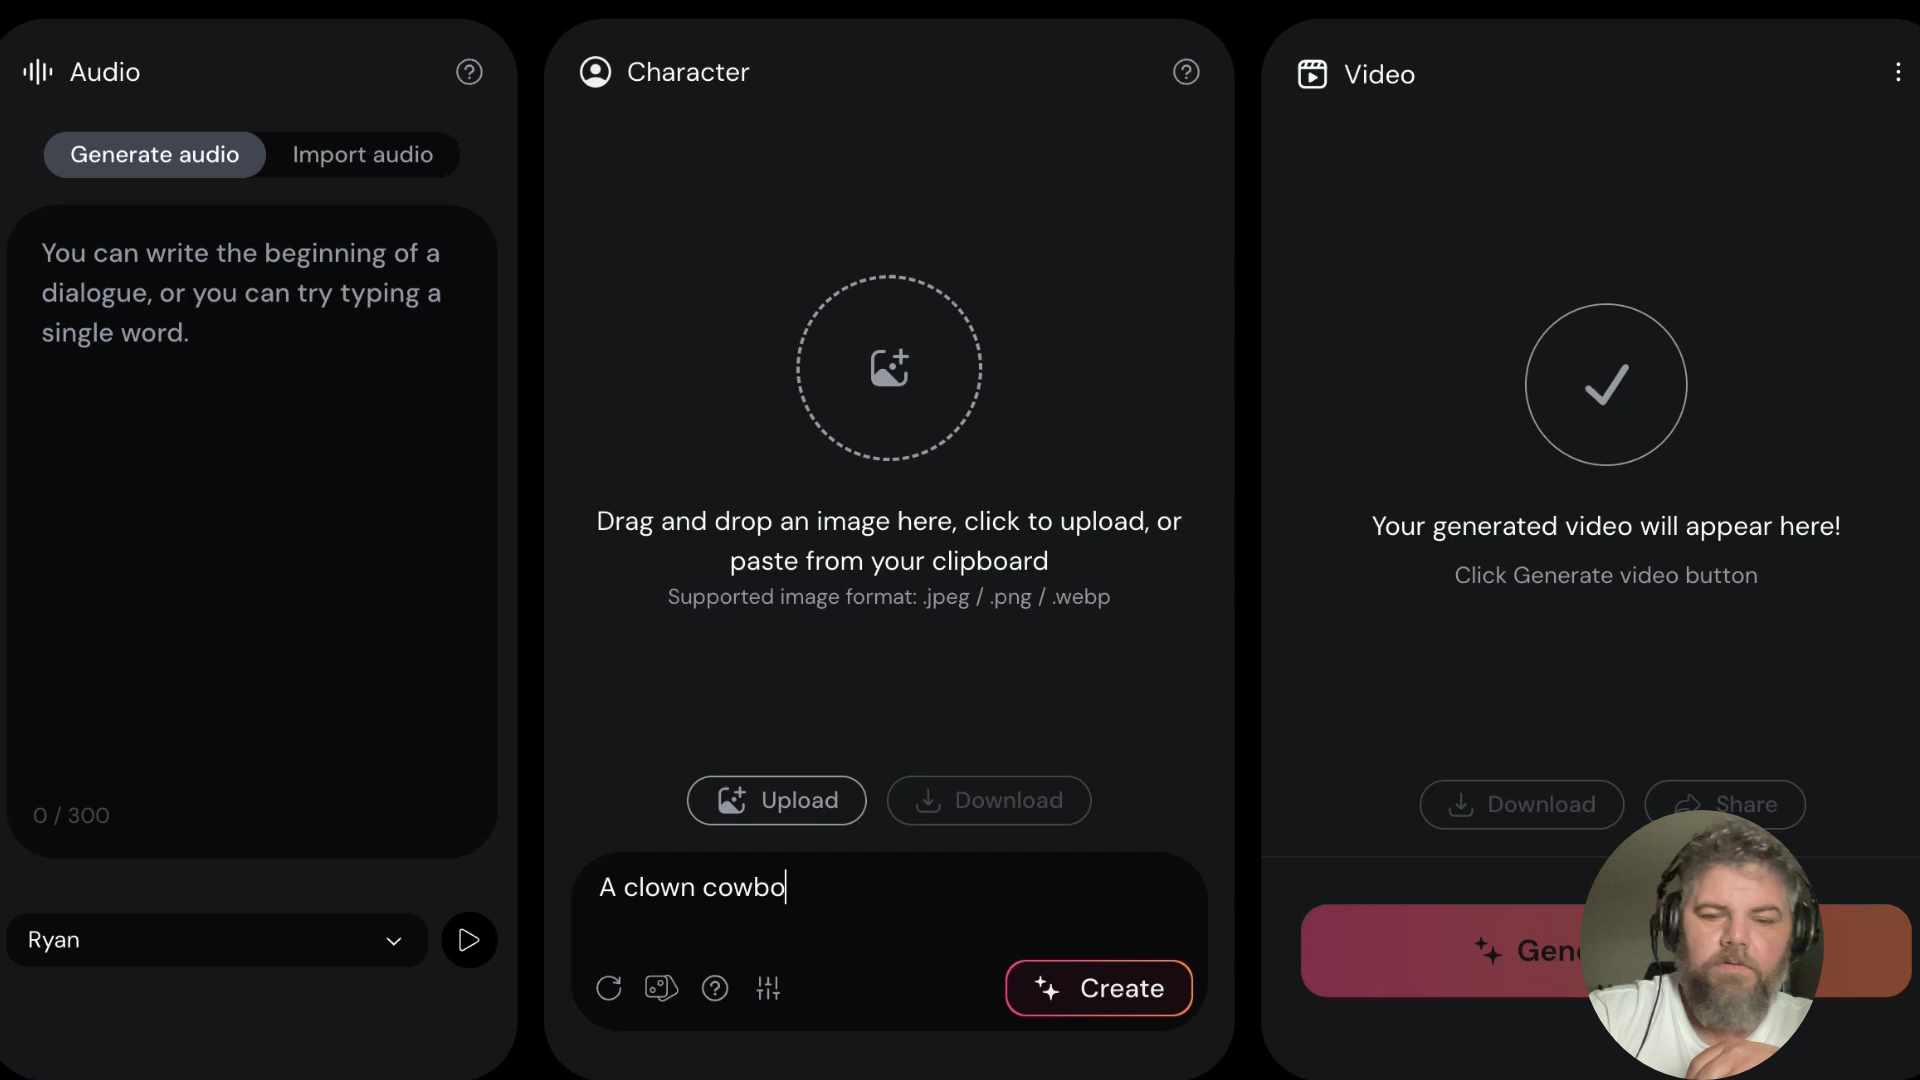 Audio
Generate audio
Import audio
You can write the beginning of a
dialogue, or you can try typing a
single word.
0 / 300
Ryan
Character
Drag and drop an image here, click to upload, or
paste from your clipboard
Supported image format: .jpeg / .png / .webp
Upload
Download
A clown cowbo
Create
Video
Your generated video will appear here!
Click Generate video button
Download
Share